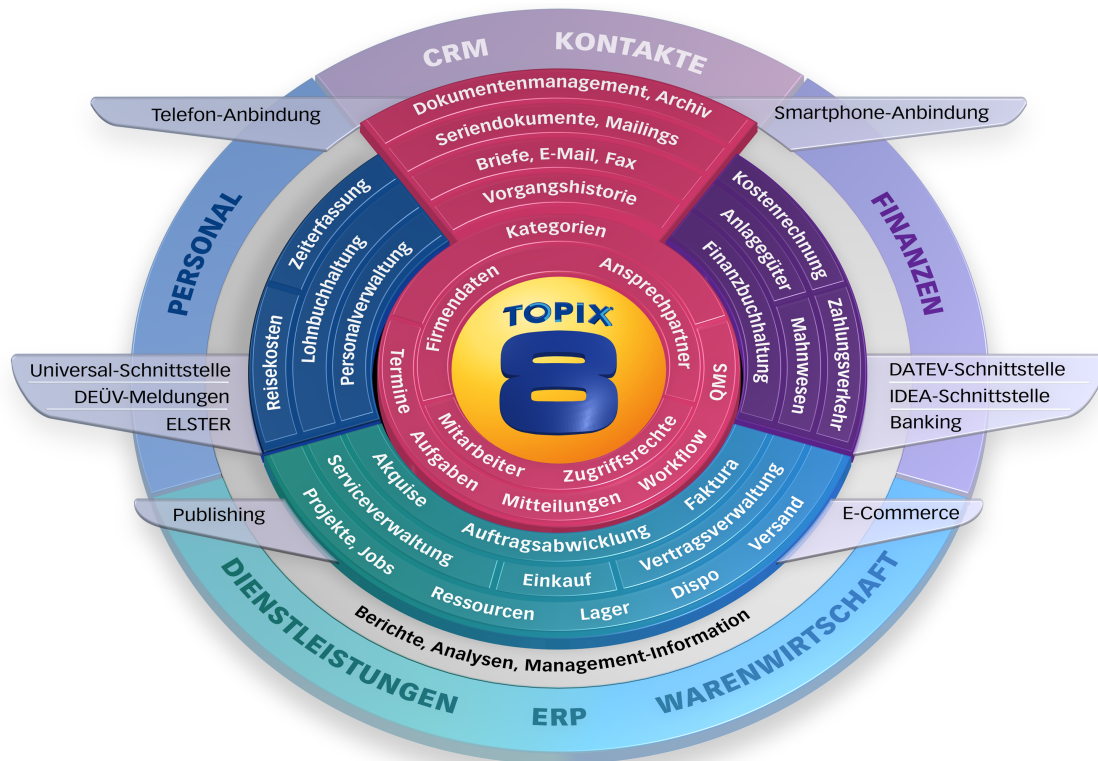 CRM KONTAKTE
Dokumentenmanagement, Archiv
Seriendokumente, Mailings
Briefe, E-Mail, Fax
Vorgangshistorie
Kategorien
Telefon-Anbindung
Smartphone-Anbindung
PERSONAL
Zeiterfassung
Reisekosten
Lohnbuchhaltung
Personalverwaltung
FINANZEN
Kostenrechnung
Anlagegüter
Finanzbuchhaltung
Zahlungsverkehr
Mahnwesen
Firmendaten
Ansprechpartner
TOPIX
8
Termine
QMS
Mitarbeiter
Zugriffsrechte
Aufgaben
Mitteilungen
Workflow
Universal-Schnittstelle
DEÜV-Meldungen
ELSTER
DATEV-Schnittstelle
IDEA-Schnittstelle
Banking
Akquise
Auftragsabwicklung
Faktura
Serviceverwaltung
Einkauf
Vertragsverwaltung
Projekte, Jobs
Ressourcen
Lager
Dispo
Versand
Publishing
E-Commerce
Berichte, Analysen, Management-Information
DIENSTLEISTUNGEN
ERP
WARENWIRTSCHAFT